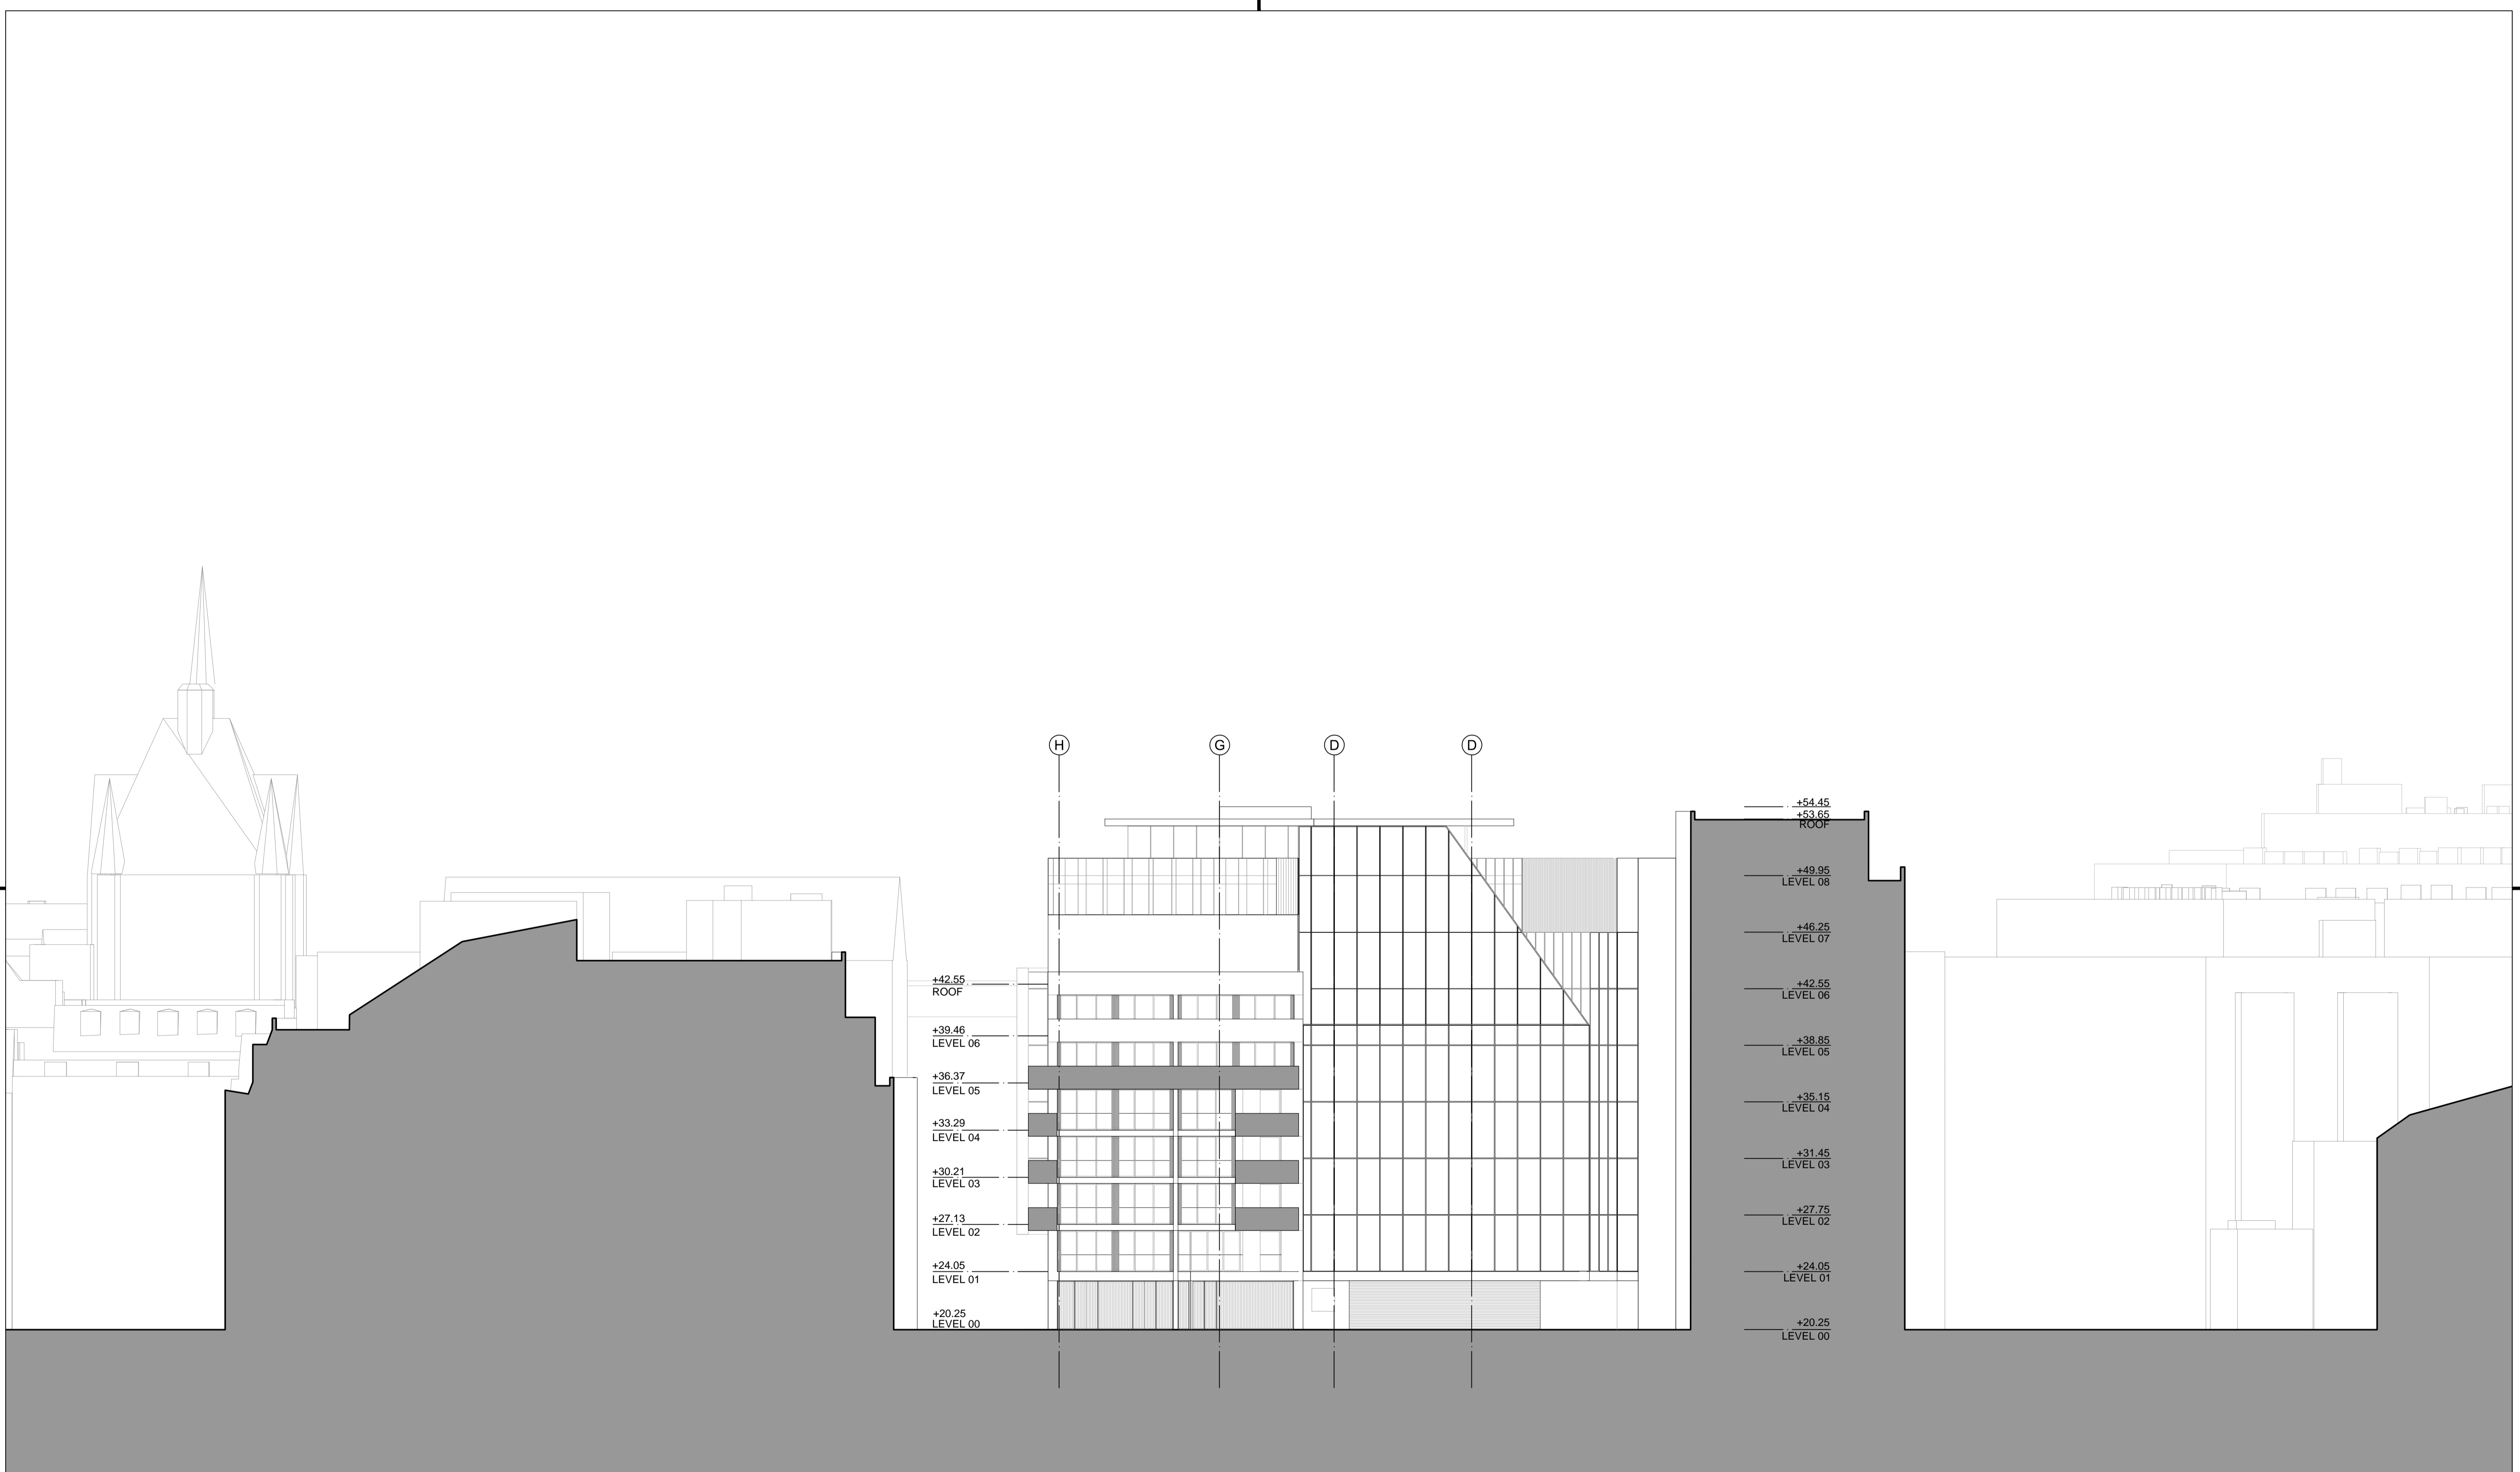 H
G
D
D
+42.55
ROOF
+39.46
LEVEL 06
+36.37
LEVEL 05
+33.29
LEVEL 04
+30.21
LEVEL 03
+27.13
LEVEL 02
+24.05
LEVEL 01
+20.25
LEVEL 00
+54.45
+53.65
ROOF
+49.95
LEVEL 08
+46.25
LEVEL 07
+42.55
LEVEL 06
+38.85
LEVEL 05
+35.15
LEVEL 04
+31.45
LEVEL 03
+27.75
LEVEL 02
+24.05
LEVEL 01
+20.25
LEVEL 00